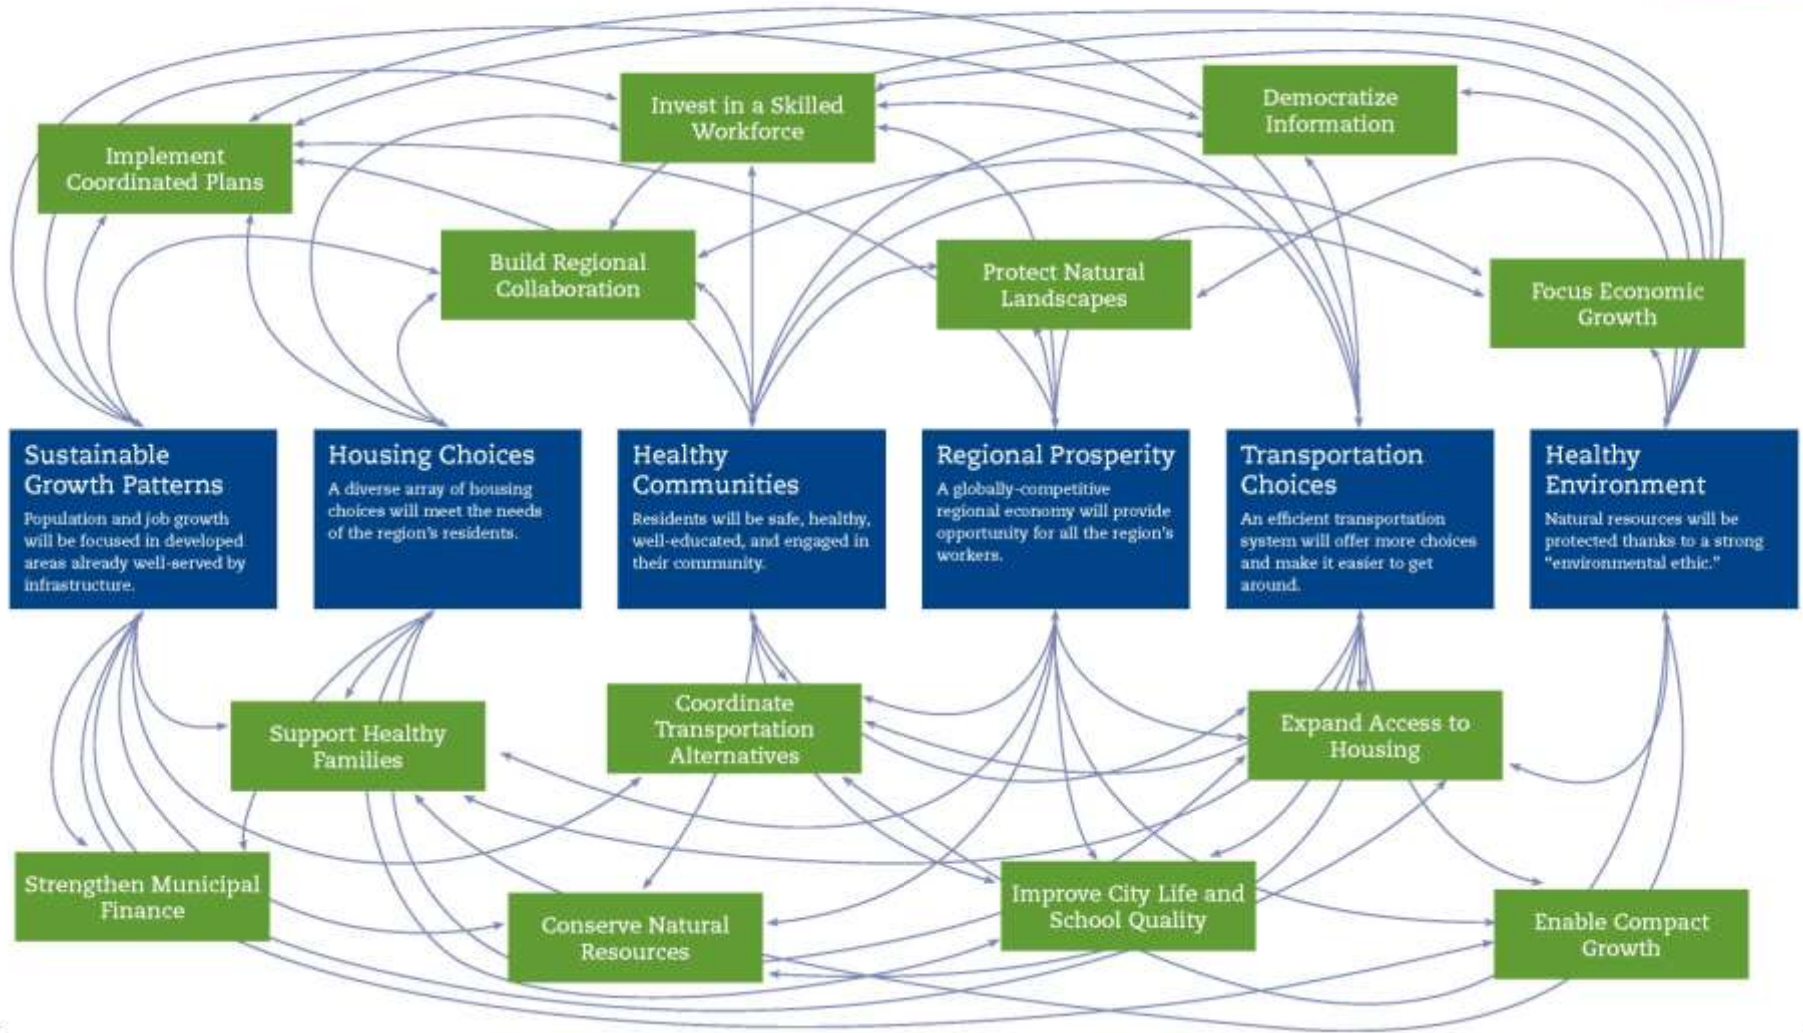 Invest in a Skilled
Workforce
Democratize
Information
Implement
Coordinated Plans
Build Regional
Collaboration
Protect Natural
Landscapes
Focus Economic
Growth
Sustainable
Growth Patterns
Population and job growth
will be focused in developed
areas already well-served by
infrastructure.
Housing Choices
A diverse array of housing
choices will meet the needs
of the region's residents.
Healthy
Communities
Residents will be safe, healthy,
well-educated, and engaged in
their community.
Regional Prosperity
A globally-competitive
regional economy will provide
opportunity for all the region's
workers.
Transportation
Choices
An efficient transportation
system will offer more choices
and make it easier to get
around.
Healthy
Environment
Natural resources will be
protected thanks to a strong
"environmental ethic."
Support Healthy
Families
Coordinate
Transportation
Alternatives
Expand Access to
Housing
Strengthen Municipal
Finance
Conserve Natural
Resources
Improve City Life and
School Quality
Enable Compact
Growth